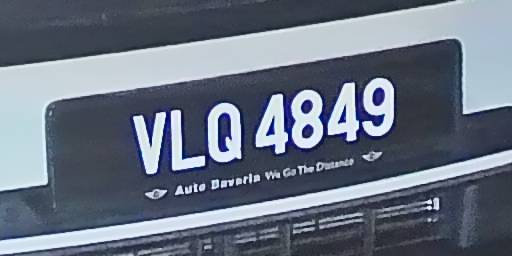 VLQ 4849
Auto Bavaria We Go The Distance